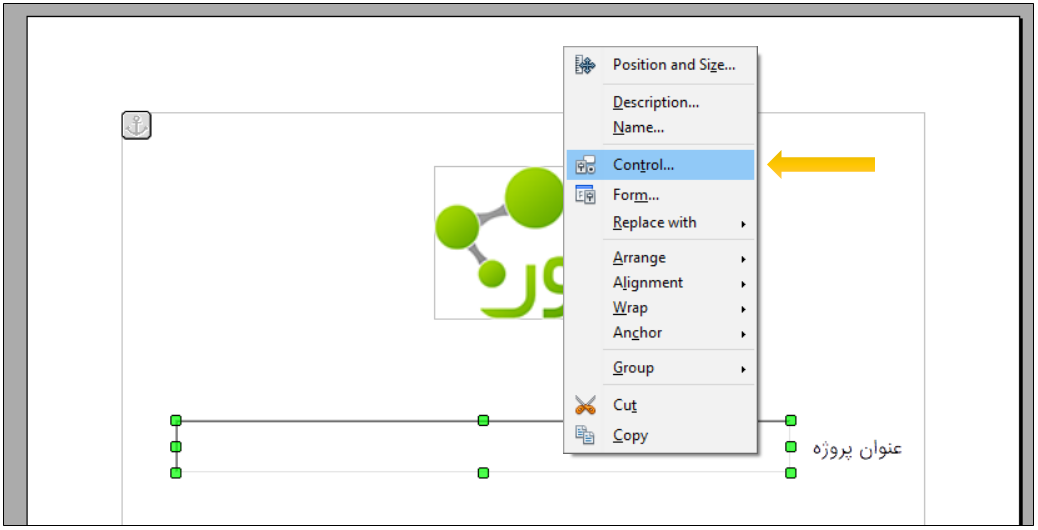 Position and Size...
Description...
Name...
Control...
Form...
Replace with
Arrange
Alignment
Wrap
Anchor
Group
Cut
Copy
عنوان پروژه